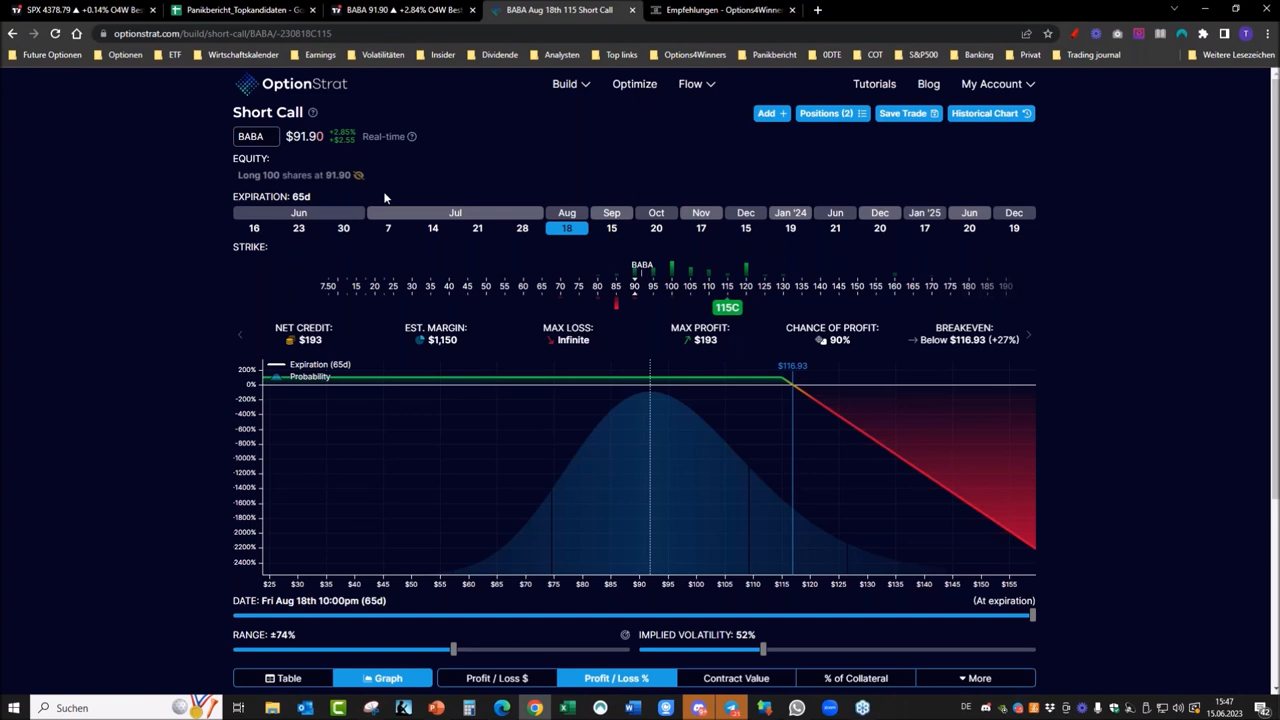 SPX 4378.79 ▲ +0.14% O4W Best
Panikbericht_Topkandidaten - Go
BABA 91.90 ▲ +2.84% O4W Best
BABA Aug 18th 115 Short Call
Empfehlungen - Options4Winner
optionstrat.com/build/short-call/BABA/-230818C115
Future Optionen
Optionen
ETF
Wirtschaftskalender
Earnings
Volatilitäten
Insider
Dividende
Analysten
Top links
Options4Winners
Panikbericht
0DTE
COT
S&P500
Banking
Privat
Trading journal
Weitere Lesezeichen
OptionStrat
Build
Optimize
Flow
Tutorials
Blog
My Account
Short Call
Add +
Positions (2)
Save Trade
Historical Chart
BABA
$91.90
+2.85%
+$2.55
Real-time
EQUITY:
Long 100 shares at 91.90
EXPIRATION: 65d
Jun Jul Aug Sep Oct Nov Dec Jan '24 Jun Dec Jan '25 Jun Dec
16 23 30 7 14 21 28 18 15 20 17 15 19 21 20 17 20 19
STRIKE:
BABA
7.50 15 20 25 30 35 40 45 50 55 60 65 70 75 80 85 90 95 100 105 110 115 120 125 130 135 140 145 150 155 160 165 170 175 180 185 190
115C
NET CREDIT: EST. MARGIN: MAX LOSS: MAX PROFIT: CHANCE OF PROFIT: BREAKEVEN:
$193 $1,150 Infinite $193 90% Below $116.93 (+27%)
Expiration (65d)
Probability
$116.93
200%
0%
-200%
-400%
-600%
-800%
-1000%
-1200%
-1400%
-1600%
-1800%
2000%
2200%
2400%
$25 $30 $35 $40 $45 $50 $55 $60 $65 $70 $75 $80 $85 $90 $95 $100 $105 $110 $115 $120 $125 $130 $135 $140 $145 $150 $155
DATE: Fri Aug 18th 10:00pm (65d)
(At expiration)
RANGE: ±74%
IMPLIED VOLATILITY: 52%
Table
Graph
Profit / Loss $
Profit / Loss %
Contract Value
% of Collateral
More
Suchen
DE
15:47
15.06.2023
42